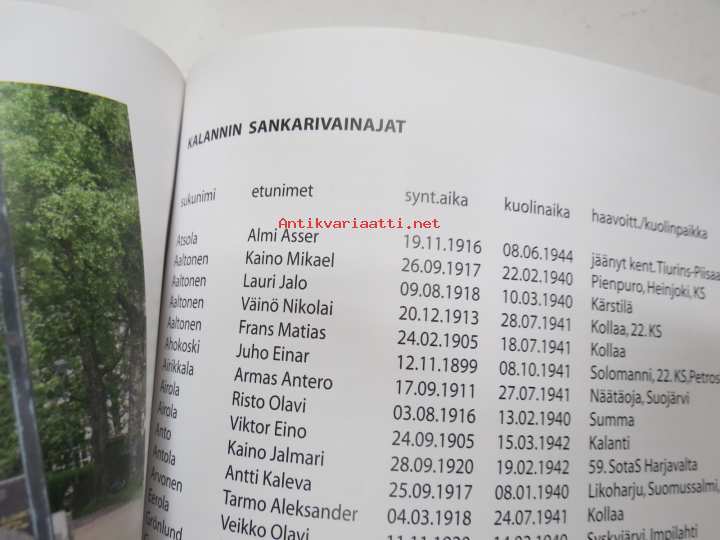 KALANNIN SANKARIVAINAJAT
sukunimi etunimet synt.aika kuolinaika haavoitt./kuolinpaikka
Antikvariaatti.net
Atsola Almi Asser 19.11.1916 08.06.1944 jäänyt kent. Tiurins-Piisaa
Aaltonen Kaino Mikael 26.09.1917 22.02.1940 Pienpuro, Heinjoki, KS
Aaltonen Lauri Jalo 09.08.1918 10.03.1940 Kärstilä
Aaltonen Väinö Nikolai 20.12.1913 28.07.1941 Kollaa, 22. KS
Aaltonen Frans Matias 24.02.1905 18.07.1941 Kollaa
Ahokoski Juho Einar 12.11.1899 08.10.1941 Solomanni, 22. KS, Petros
Airikkala Armas Antero 17.09.1911 27.07.1941 Näätäoja, Suojärvi
Airola Risto Olavi 03.08.1916 13.02.1940 Summa
Airola Viktor Eino 24.09.1905 15.03.1942 Kalanti
Anto Kaino Jalmari 28.09.1920 19.02.1942 59. SotaS Harjavalta
Antola Antti Kaleva 25.09.1917 08.01.1940 Likoharju, Suomussalmi,
Arvonen Tarmo Aleksander 04.03.1918 24.07.1941 Kollaa
Eerola Veikko Olavi Syskyjärvi, Impilahti
Grönlund